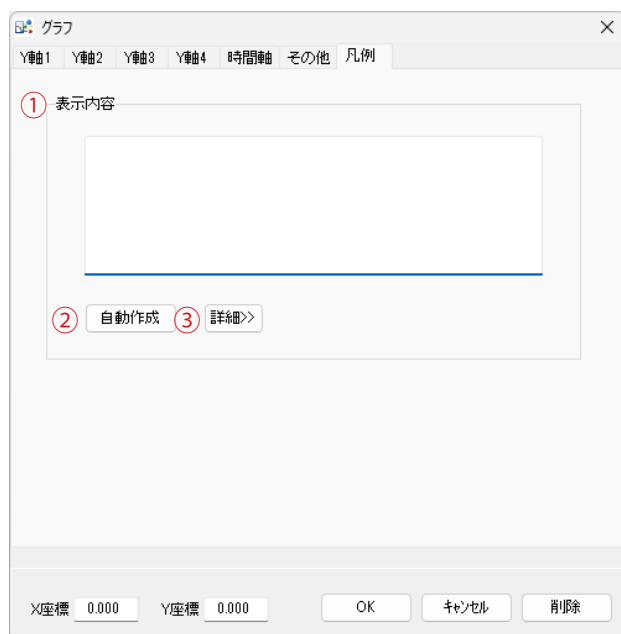 グラフ
Y軸1 Y軸2 Y軸3 Y軸4 時間軸 その他 凡例
① 表示内容
② 自動作成 ③ 詳細>>
X座標 0.000 Y座標 0.000 OK ｷｬﾝｾﾙ 削除